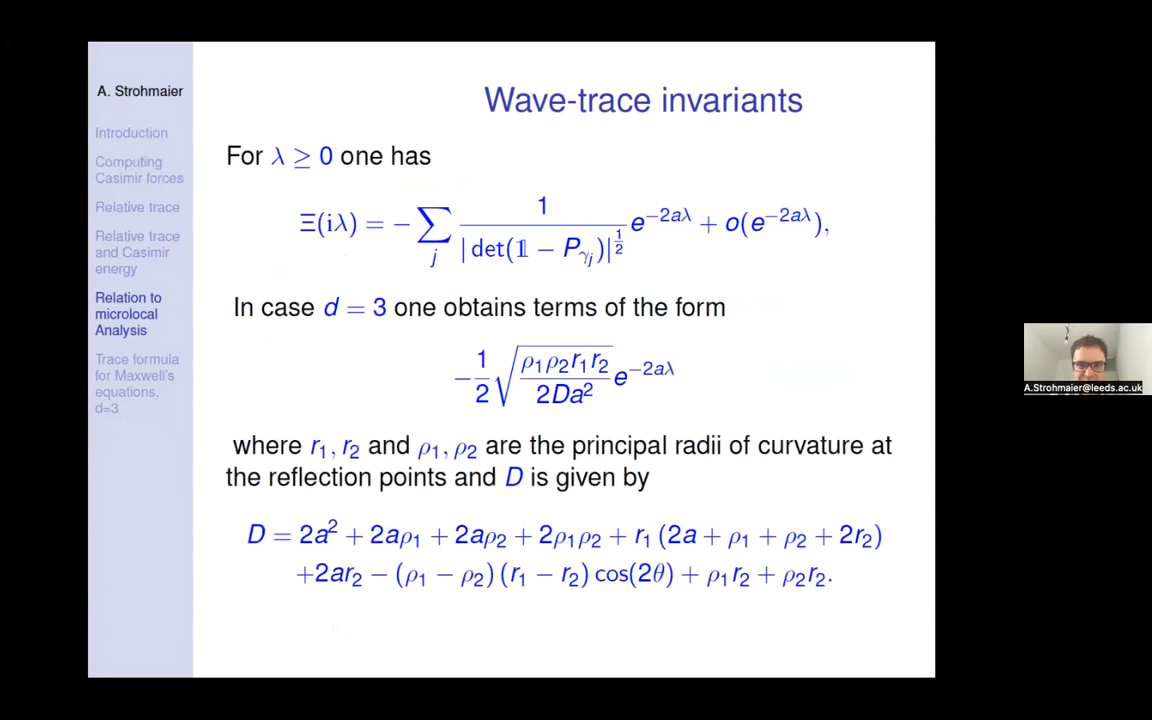 A. Strohmaier
Introduction
Computing
Casimir forces
Relative trace
Relative trace
and Casimir
energy
Relation to
microlocal
Analysis
Trace formula
for Maxwell's
equations,
d=3
Wave-trace invariants
For λ ≥ 0 one has
Ξ(iλ) = − ∑_j 1 / |det(𝟙 − P_{γ_j})|^{1/2} e^{−2aλ} + o(e^{−2aλ}),
In case d = 3 one obtains terms of the form
−1/2 √(ρ₁ρ₂r₁r₂ / 2Da²) e^{−2aλ}
where r₁, r₂ and ρ₁, ρ₂ are the principal radii of curvature at
the reflection points and D is given by
D = 2a² + 2aρ₁ + 2aρ₂ + 2ρ₁ρ₂ + r₁ (2a + ρ₁ + ρ₂ + 2r₂)
+2ar₂ − (ρ₁ − ρ₂) (r₁ − r₂) cos(2θ) + ρ₁r₂ + ρ₂r₂.
A.Strohmaier@leeds.ac.uk